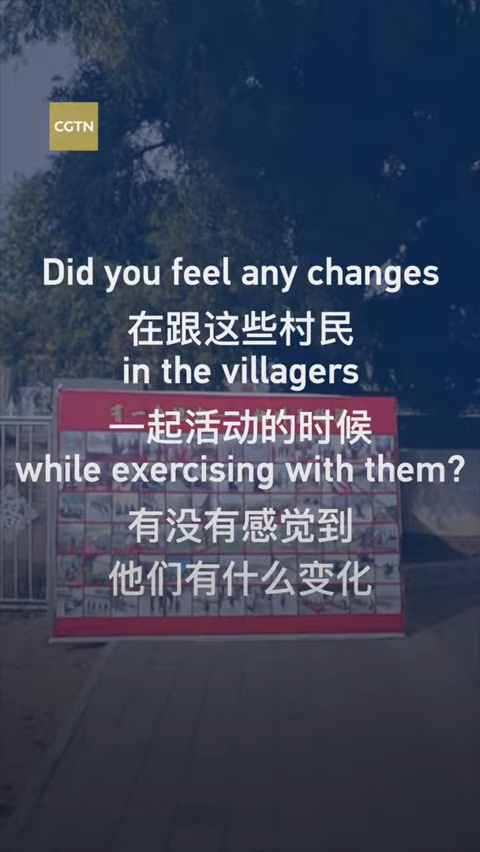 CGTN
Did you feel any changes
在跟这些村民
in the villagers
一起活动的时候
while exercising with them?
有没有感觉到
他们有什么变化